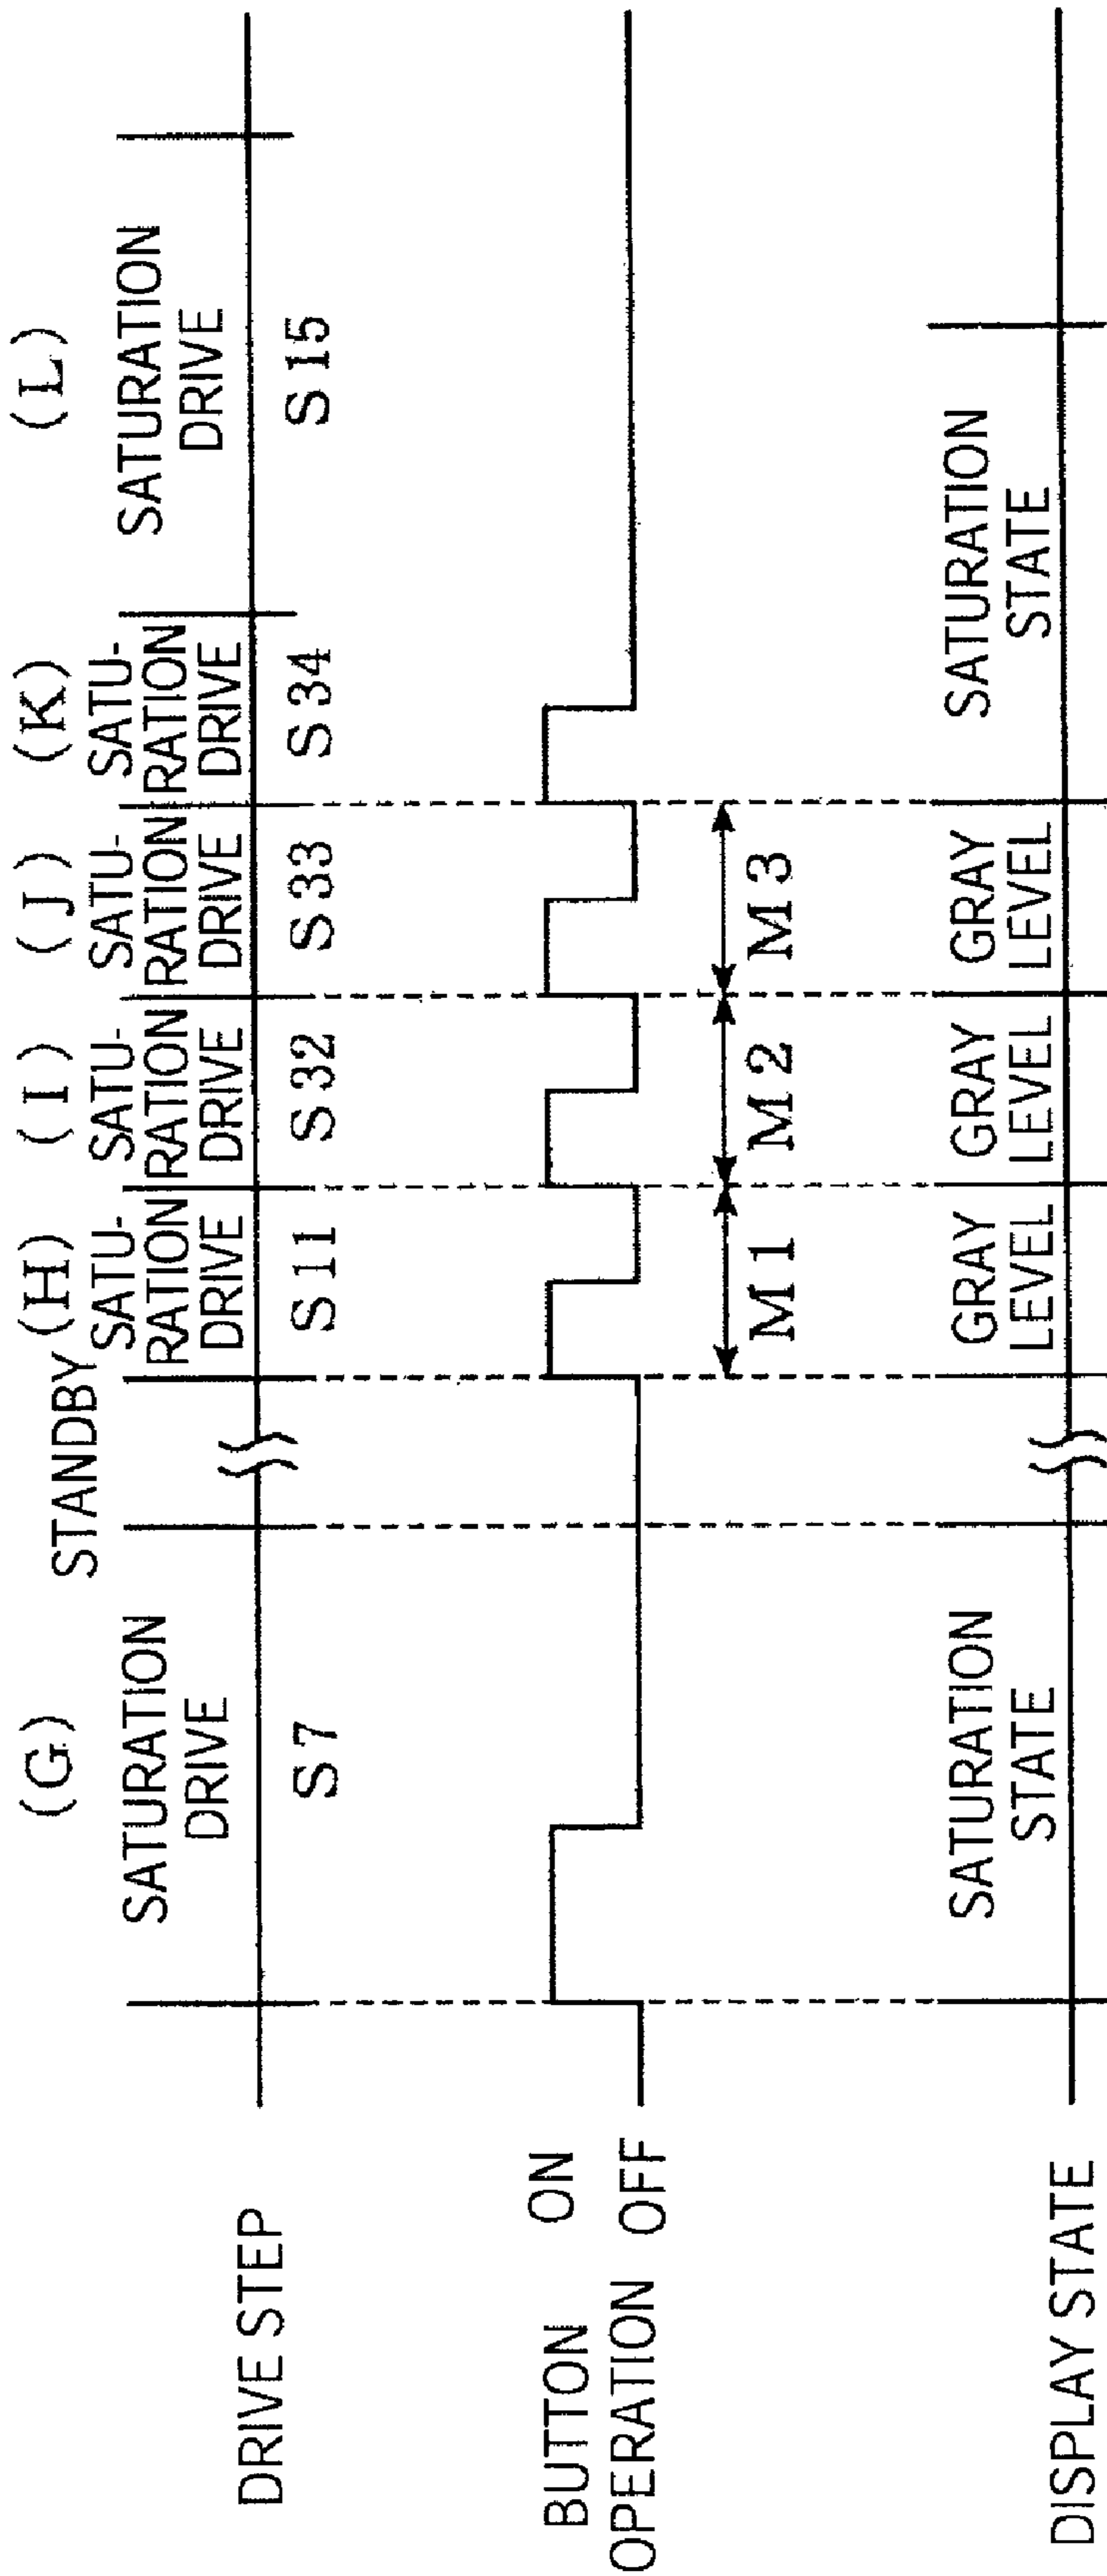 (G)
STANDBY
(H)
(I)
(J)
(K)
(L)
SATURATION
DRIVE
SATU-
RATION
DRIVE
SATU-
RATION
DRIVE
SATU-
RATION
DRIVE
SATU-
RATION
DRIVE
SATURATION
DRIVE
DRIVE STEP
S7
S11
S32
S33
S34
S15
BUTTON ON
OPERATION OFF
M1
M2
M3
SATURATION
STATE
GRAY
LEVEL
GRAY
LEVEL
GRAY
LEVEL
SATURATION
STATE
DISPLAY STATE